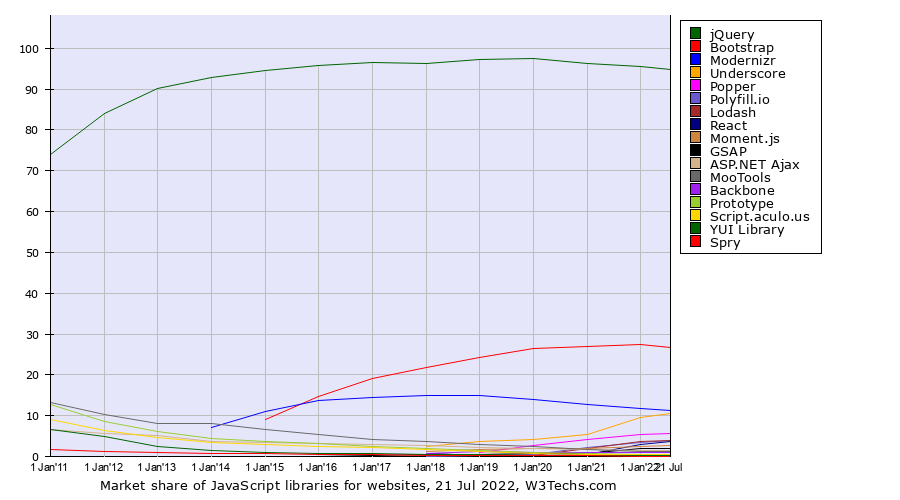 100
90
80
70
60
50
40
30
20
10
0
1 Jan'11 1 Jan'12 1 Jan'13 1 Jan'14 1 Jan'15 1 Jan'16 1 Jan'17 1 Jan'18 1 Jan'19 1 Jan'20 1 Jan'21 1 Jan'22 21 Jul
Market share of JavaScript libraries for websites, 21 Jul 2022, W3Techs.com
jQuery
Bootstrap
Modernizr
Underscore
Popper
Polyfill.io
Lodash
React
Moment.js
GSAP
ASP.NET Ajax
MooTools
Backbone
Prototype
Script.aculo.us
YUI Library
Spry